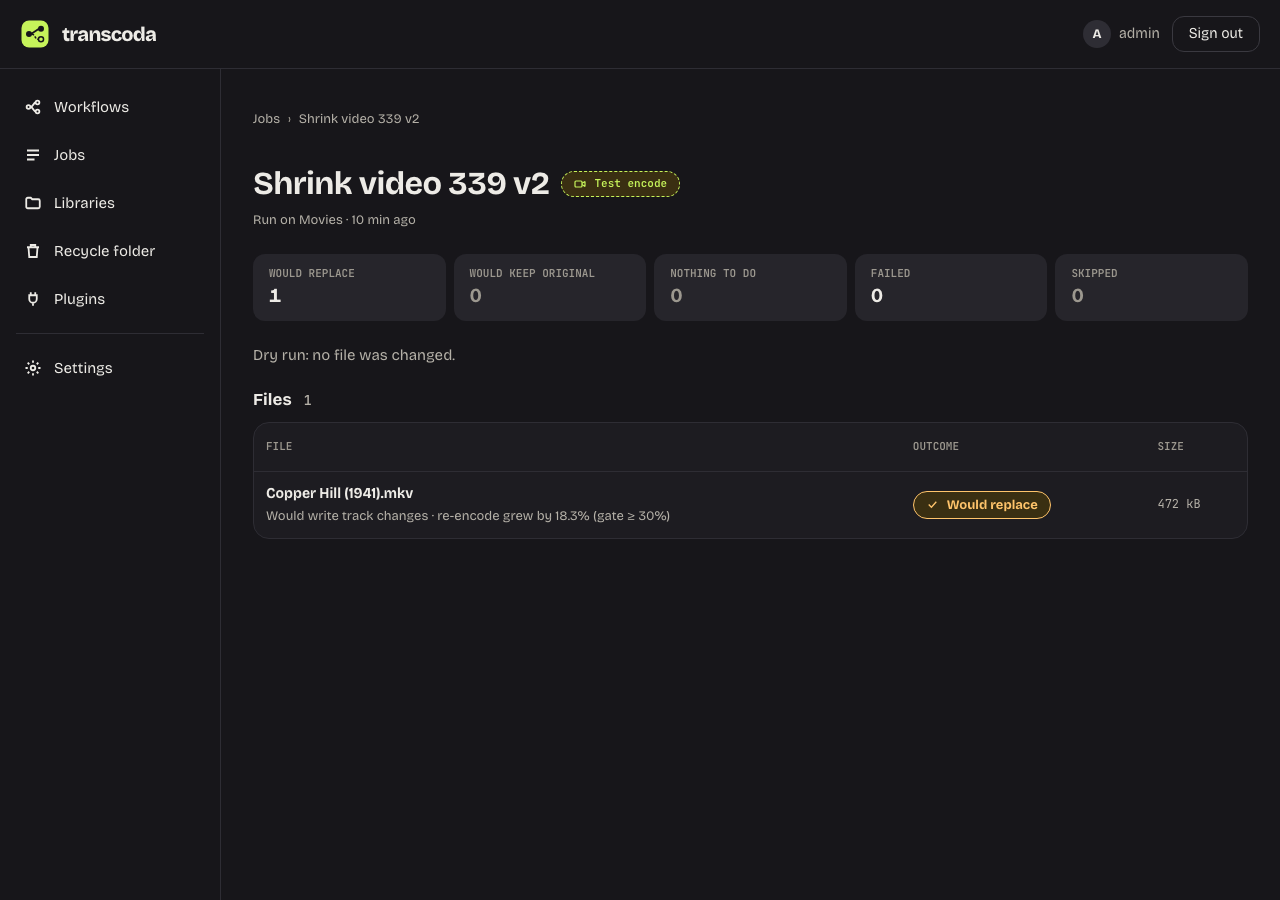 transcoda
A admin Sign out
Workflows
Jobs
Libraries
Recycle folder
Plugins
Settings
Jobs › Shrink video 339 v2
Shrink video 339 v2 Test encode
Run on Movies · 10 min ago
WOULD REPLACE
1
WOULD KEEP ORIGINAL
0
NOTHING TO DO
0
FAILED
0
SKIPPED
0
Dry run: no file was changed.
Files 1
FILE OUTCOME SIZE
Copper Hill (1941).mkv
Would write track changes · re-encode grew by 18.3% (gate ≥ 30%)
Would replace
472 kB